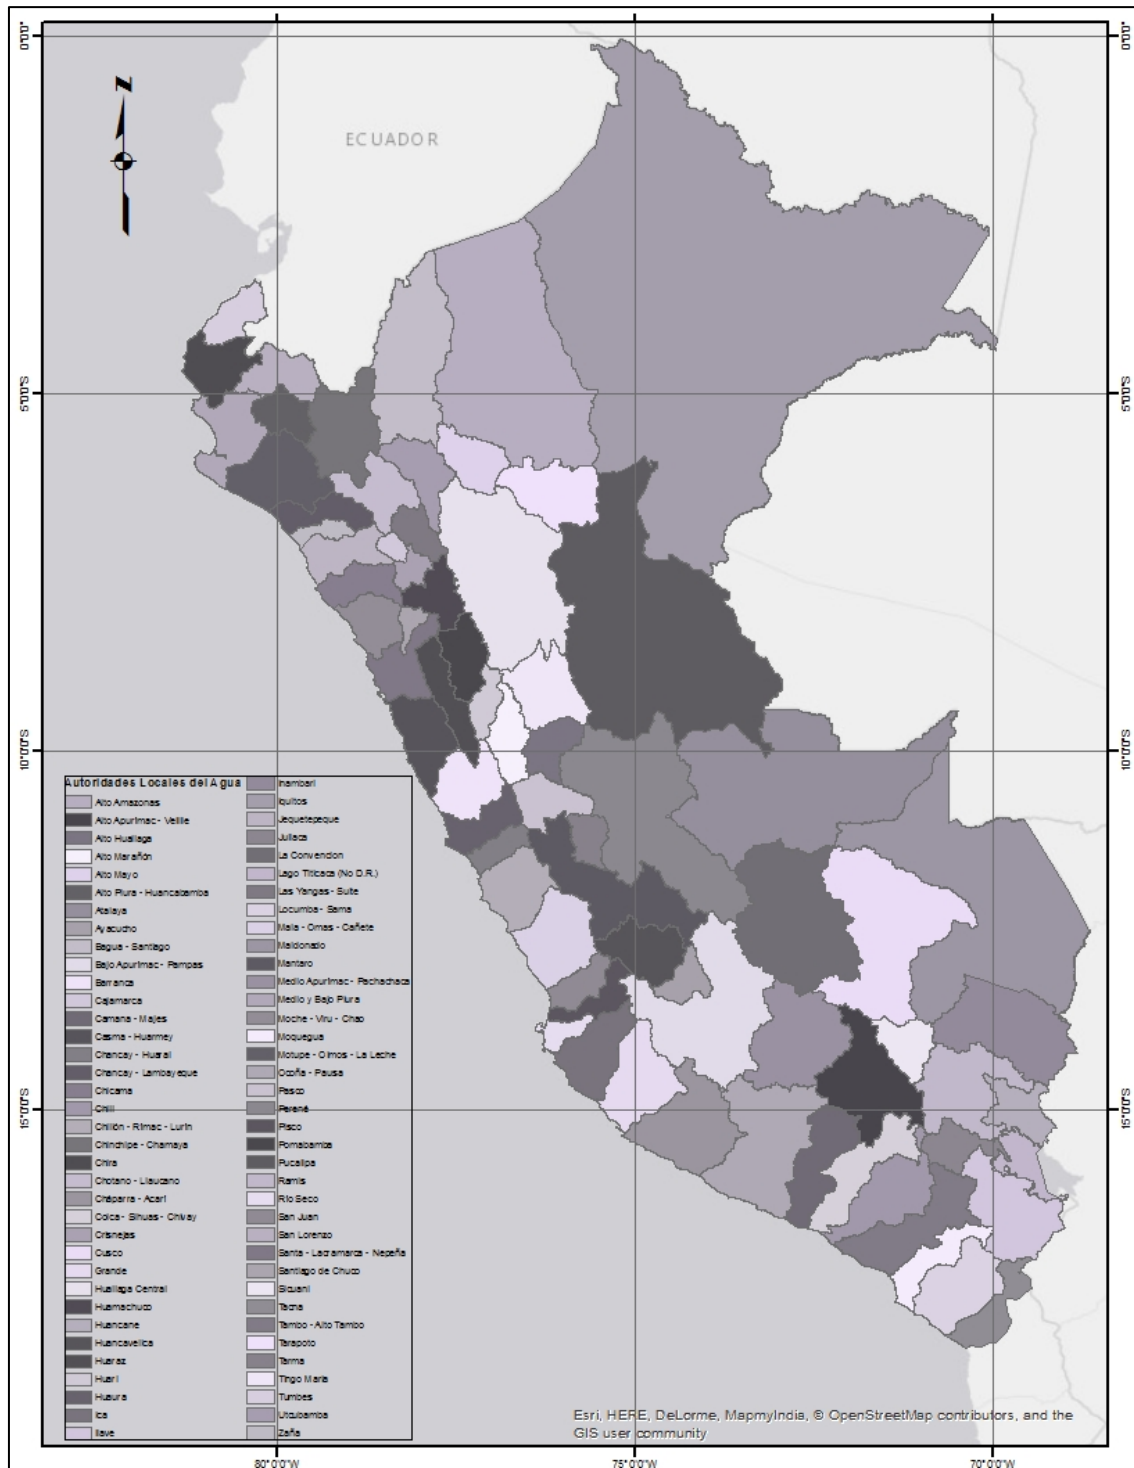 0°0'0"
0°0'0"
N
ECUADOR
5°0'0"S
5°0'0"S
10°0'0"S
10°0'0"S
15°0'0"S
15°0'0"S
Autoridades Locales del Agua
Alto Amazonas
Alto Apurimac - Velille
Alto Huallaga
Alto Marañón
Alto Mayo
Alto Piura - Huancabamba
Atalaya
Ayacucho
Bagua - Santiago
Bajo Apurimac - Pampas
Barranca
Cajamarca
Camana - Majes
Casma - Huarmey
Chancay - Huaral
Chancay - Lambayeque
Chicama
Chili
Chillón - Rimac - Lurin
Chinchipe - Chamaya
Chira
Chotano - Llaucano
Cháparra - Acarí
Colca - Sihuas - Chivay
Crisnejas
Cusco
Grande
Huallaga Central
Huamachuco
Huancane
Huancavelica
Huaraz
Huari
Huaura
Ica
Ilave
Inambari
Iquitos
Jequetepeque
Juliaca
La Convencion
Lago Titicaca (No D.R.)
Las Yangas - Suite
Locumba - Sama
Mala - Omas - Cañete
Maldonado
Mantaro
Medio Apurimac - Pachachaca
Medio y Bajo Piura
Moche - Viru - Chao
Moquegua
Motupe - Olmos - La Leche
Ocoña - Pausa
Pasco
Perené
Pisco
Pomabamba
Pucallpa
Ramis
Río Seco
San Juan
San Lorenzo
Santa - Lacramarca - Nepeña
Santiago de Chuco
Sicuani
Tacna
Tambo - Alto Tambo
Tarapoto
Tarma
Tingo Maria
Tumbes
Utcubamba
Zaña
Esri, HERE, DeLorme, MapmyIndia, © OpenStreetMap contributors, and the
GIS user community
80°0'0"W
75°0'0"W
70°0'0"W